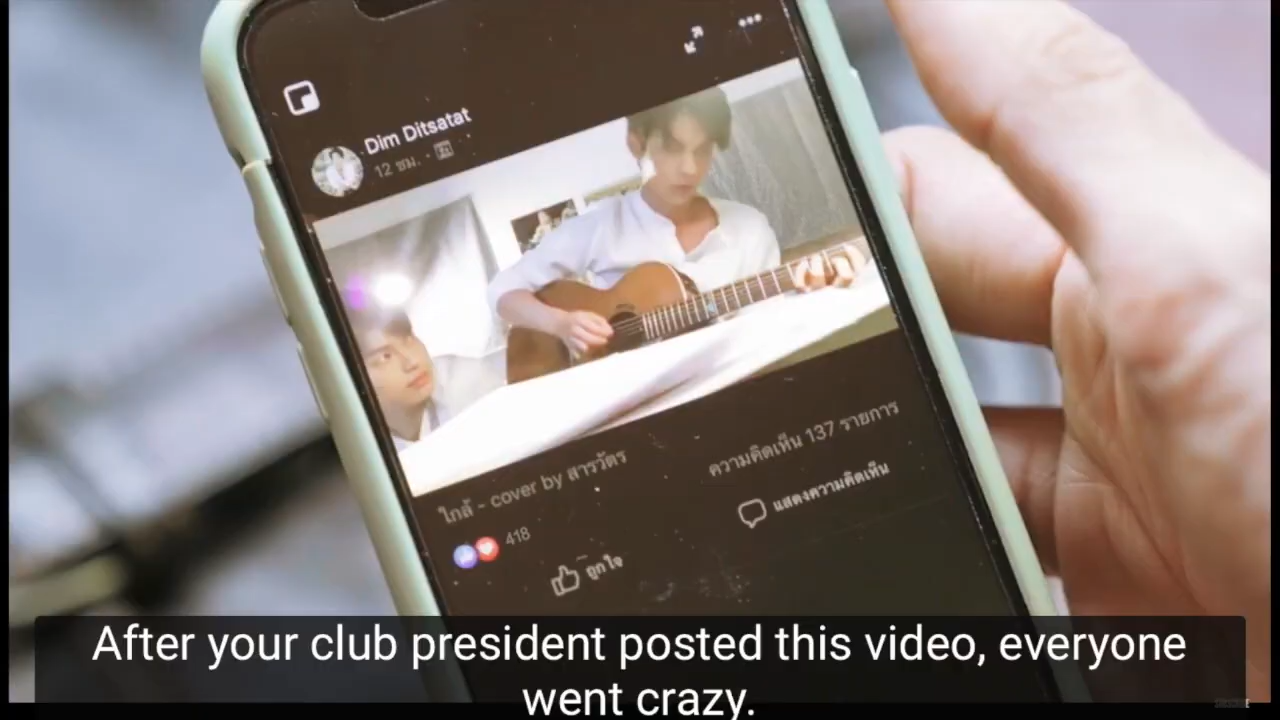 Dim Ditsatat
12 ชม.
ใกล้ - cover by สารวัตร
418
ความคิดเห็น 137 รายการ
ถูกใจ
แสดงความคิดเห็น
After your club president posted this video, everyone
went crazy.